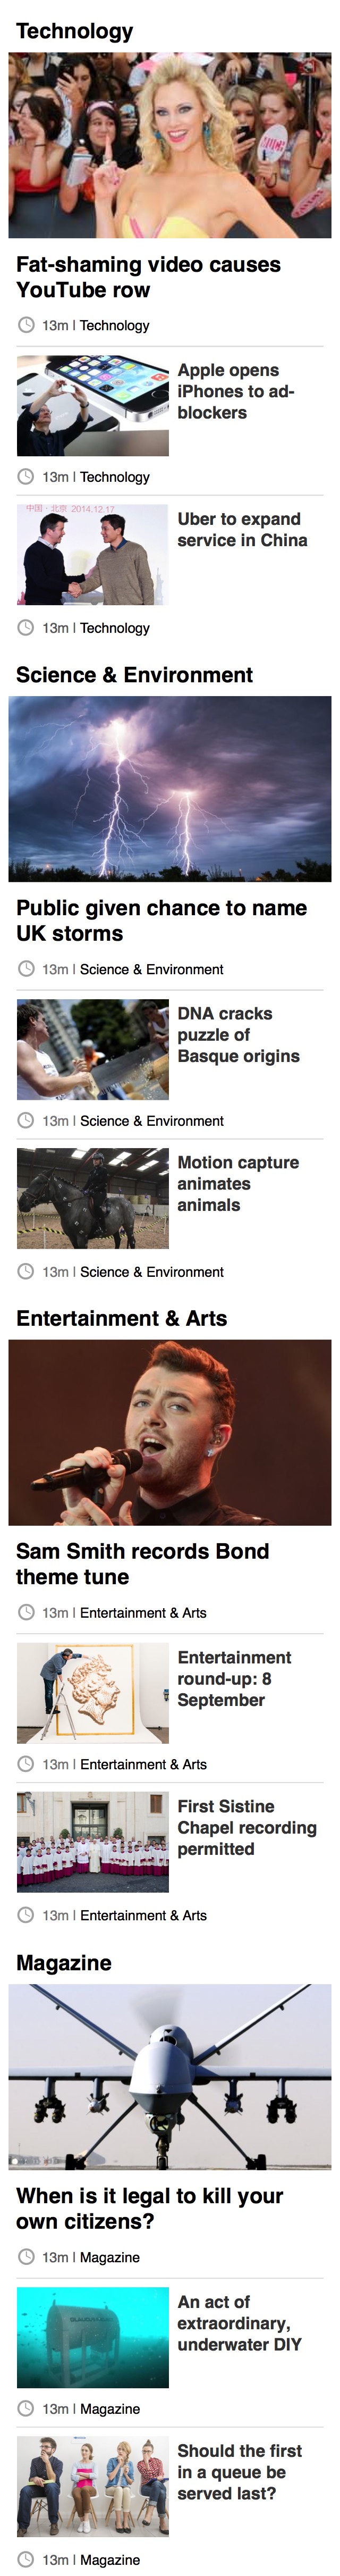 Technology
Fat-shaming video causes
YouTube row
13m | Technology
Apple opens
iPhones to ad-
blockers
13m | Technology
中国·北京 2014.12.17
Uber to expand
service in China
13m | Technology
Science & Environment
Public given chance to name
UK storms
13m | Science & Environment
DNA cracks
puzzle of
Basque origins
13m | Science & Environment
Motion capture
animates
animals
13m | Science & Environment
Entertainment & Arts
Sam Smith records Bond
theme tune
13m | Entertainment & Arts
Entertainment
round-up: 8
September
13m | Entertainment & Arts
First Sistine
Chapel recording
permitted
13m | Entertainment & Arts
Magazine
When is it legal to kill your
own citizens?
13m | Magazine
An act of
extraordinary,
underwater DIY
13m | Magazine
Should the first
in a queue be
served last?
13m | Magazine